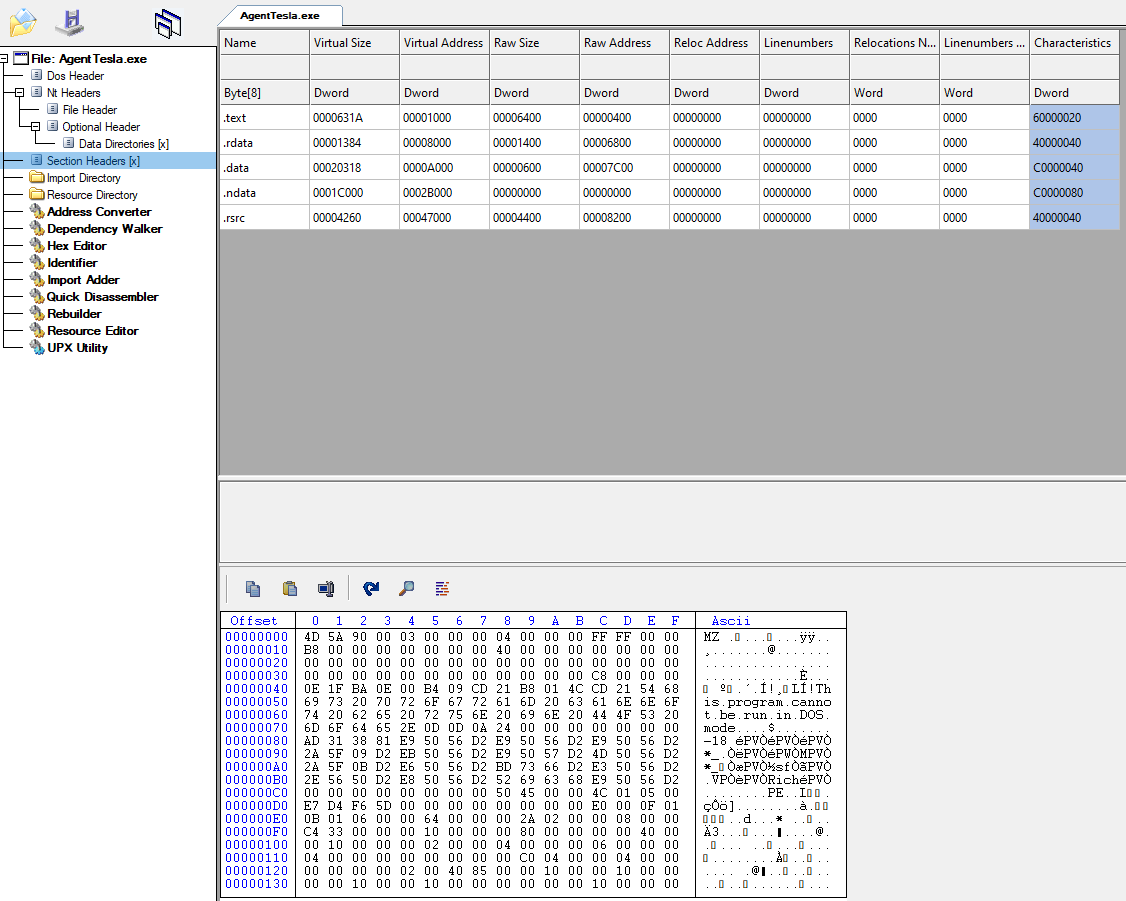 AgentTesla.exe
File: AgentTesla.exe
Dos Header
Nt Headers
File Header
Optional Header
Data Directories [x]
Section Headers [x]
Import Directory
Resource Directory
Address Converter
Dependency Walker
Hex Editor
Identifier
Import Adder
Quick Disassembler
Rebuilder
Resource Editor
UPX Utility
Name Virtual Size Virtual Address Raw Size Raw Address Reloc Address Linenumbers Relocations N... Linenumbers ... Characteristics
Byte[8] Dword Dword Dword Dword Dword Dword Word Word Dword
.text 0000631A 00001000 00006400 00000400 00000000 00000000 0000 0000 60000020
.rdata 00001384 00008000 00001400 00006800 00000000 00000000 0000 0000 40000040
.data 00020318 0000A000 00000600 00007C00 00000000 00000000 0000 0000 C0000040
.ndata 0001C000 0002B000 00000000 00000000 00000000 00000000 0000 0000 C0000080
.rsrc 00004260 00047000 00004400 00008200 00000000 00000000 0000 0000 40000040
Offset 0 1 2 3 4 5 6 7 8 9 A B C D E F Ascii
00000000 4D 5A 90 00 03 00 00 00 04 00 00 00 FF FF 00 00 MZ ........ÿÿ..
00000010 B8 00 00 00 00 00 00 00 40 00 00 00 00 00 00 00 ¸.......@.......
00000020 00 00 00 00 00 00 00 00 00 00 00 00 00 00 00 00 ................
00000030 00 00 00 00 00 00 00 00 00 00 00 00 C8 00 00 00 ............È...
00000040 0E 1F BA 0E 00 B4 09 CD 21 B8 01 4C CD 21 54 68 º .´.Í!¸ LÍ!Th
00000050 69 73 20 70 72 6F 67 72 61 6D 20 63 61 6E 6E 6F is.program.canno
00000060 74 20 62 65 20 72 75 6E 20 69 6E 20 44 4F 53 20 t.be.run.in.DOS.
00000070 6D 6F 64 65 2E 0D 0D 0A 24 00 00 00 00 00 00 00 mode....$.......
00000080 AD 31 38 81 E9 50 56 D2 E9 50 56 D2 E9 50 56 D2 -18 éPVÒéPVÒéPVÒ
00000090 2A 5F 09 D2 EB 50 56 D2 E9 50 57 D2 4D 50 56 D2 *_.ÒëPVÒéPWÒMPVÒ
000000A0 2A 5F 0B D2 E6 50 56 D2 BD 73 66 D2 E3 50 56 D2 *_ ÒæPVÒ½sfÒãPVÒ
000000B0 2E 56 50 D2 E8 50 56 D2 52 69 63 68 E9 50 56 D2 .VPÒèPVÒRichéPVÒ
000000C0 00 00 00 00 00 00 00 00 50 45 00 00 4C 01 05 00 ........PE..L
000000D0 E7 D4 F6 5D 00 00 00 00 00 00 00 00 E0 00 0F 01 çÔö]........à.
000000E0 0B 01 06 00 00 64 00 00 00 2A 02 00 00 08 00 00 ..d...* .. ..
000000F0 C4 33 00 00 00 10 00 00 00 80 00 00 00 00 40 00 Ä3... ... ....@.
00000100 00 10 00 00 00 02 00 00 04 00 00 00 06 00 00 00
00000110 04 00 00 00 00 00 00 00 00 C0 04 00 00 04 00 00 ........À .. ..
00000120 00 00 00 00 02 00 40 85 00 00 10 00 00 10 00 00 .... .@ .. .. ..
00000130 00 00 10 00 00 10 00 00 00 00 00 00 10 00 00 00